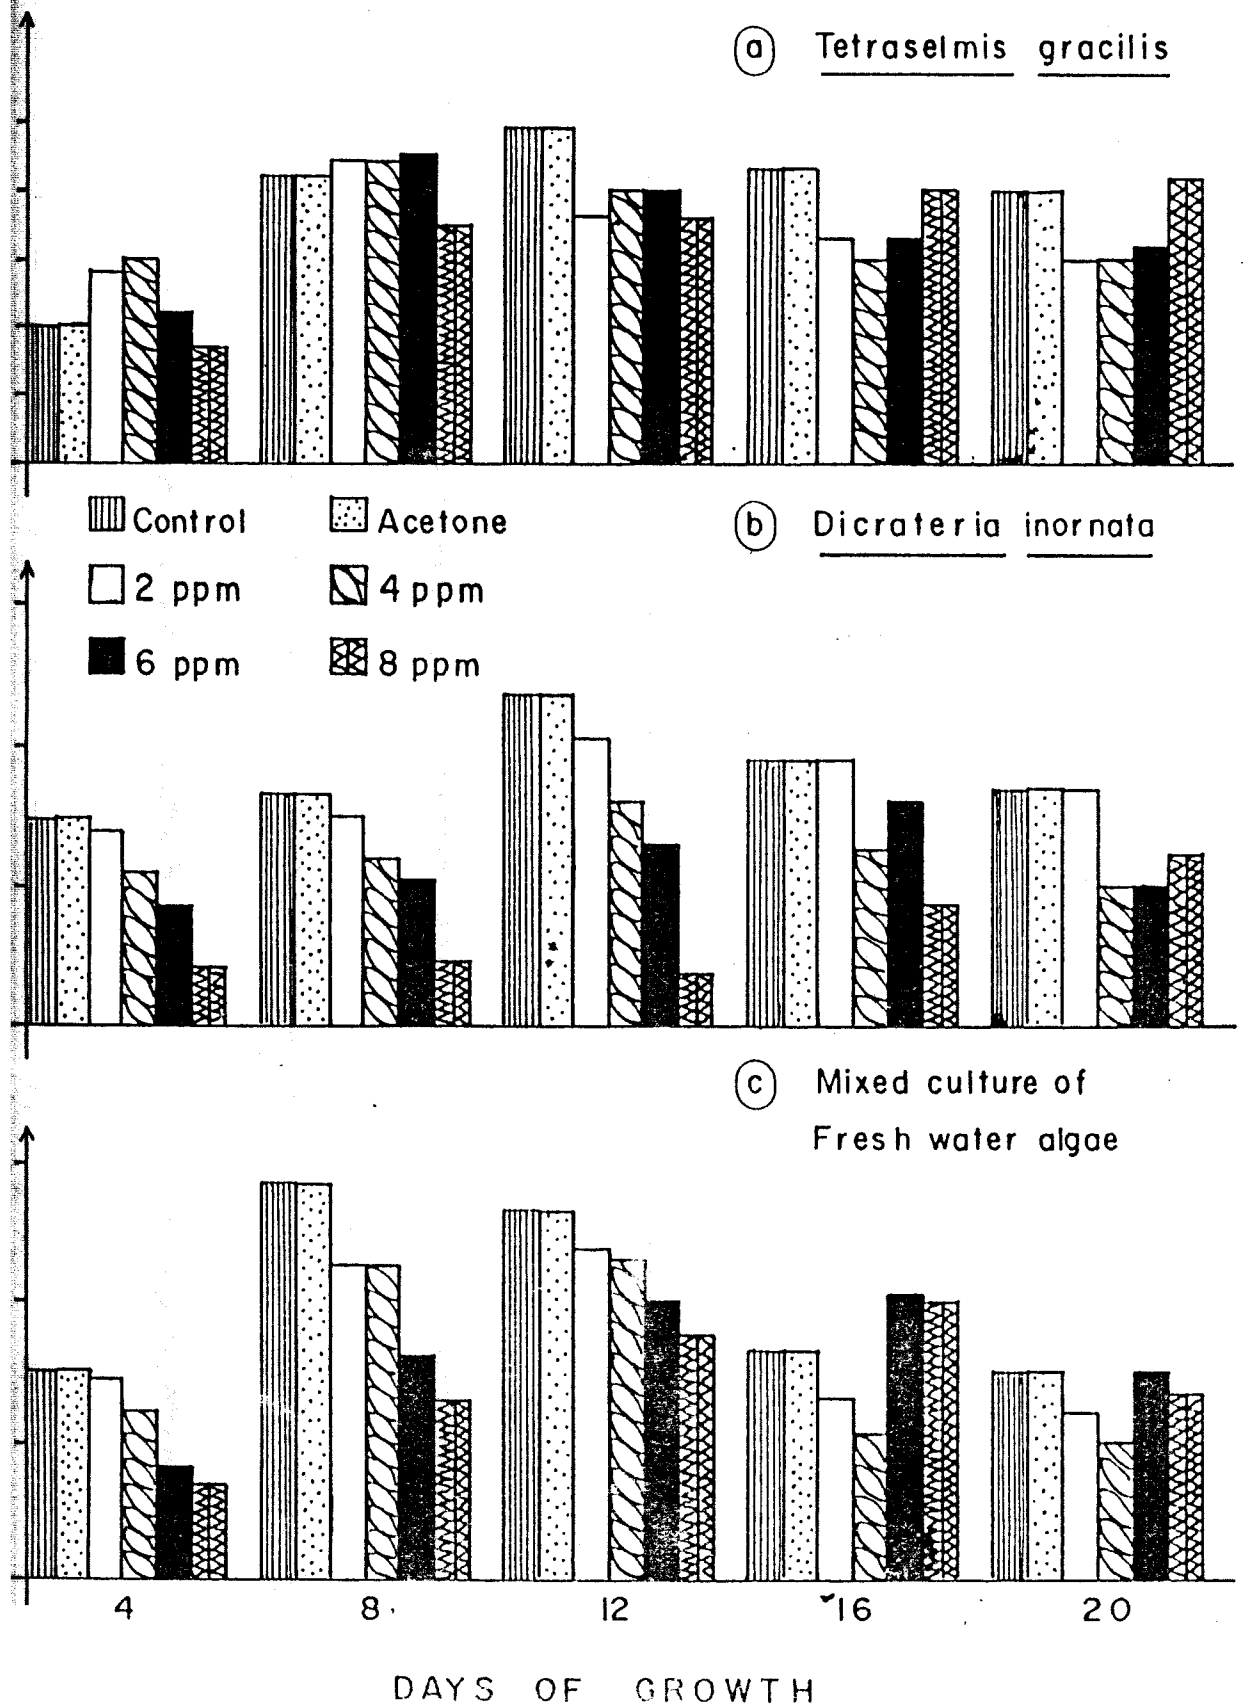 a Tetraselmis gracilis
Control Acetone
b Dicrateria inornata
2 ppm 4 ppm
6 ppm 8 ppm
c Mixed culture of
Fresh water algae
4 8 12 16 20
DAYS OF GROWTH